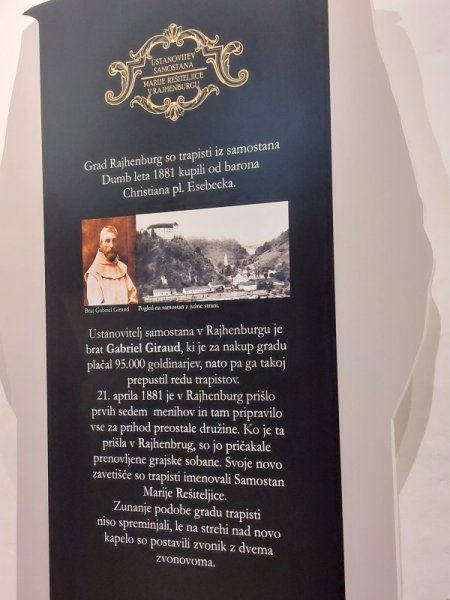 USTANOVITEV
SAMOSTANA
MARIJE REŠITELJICE
V RAJHENBURGU
Grad Rajhenburg so trapisti iz samostana
Dumb leta 1881 kupili od barona
Christiana pl. Esebecka.
Brat Gabriel Giraud
Pogled na samostan z južne strani.
Ustanovitelj samostana v Rajhenburgu je
brat Gabriel Giraud, ki je za nakup gradu
plačal 95.000 goldinarjev, nato pa ga takoj
prepustil redu trapistov.
21. aprila 1881 je v Rajhenburg prišlo
prvih sedem menihov in tam pripravilo
vse za prihod preostale družine. Ko je ta
prišla v Rajhenbrug, so jo pričakale
prenovljene grajske sobane. Svoje novo
zavetišče so trapisti imenovali Samostan
Marije Rešiteljice.
Zunanje podobe gradu trapisti
niso spreminjali, le na strehi nad novo
kapelo so postavili zvonik z dvema
zvonovoma.